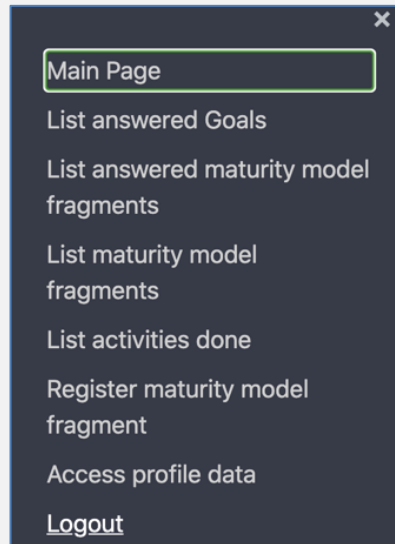 ×
Main Page
List answered Goals
List answered maturity model
fragments
List maturity model
fragments
List activities done
Register maturity model
fragment
Access profile data
Logout